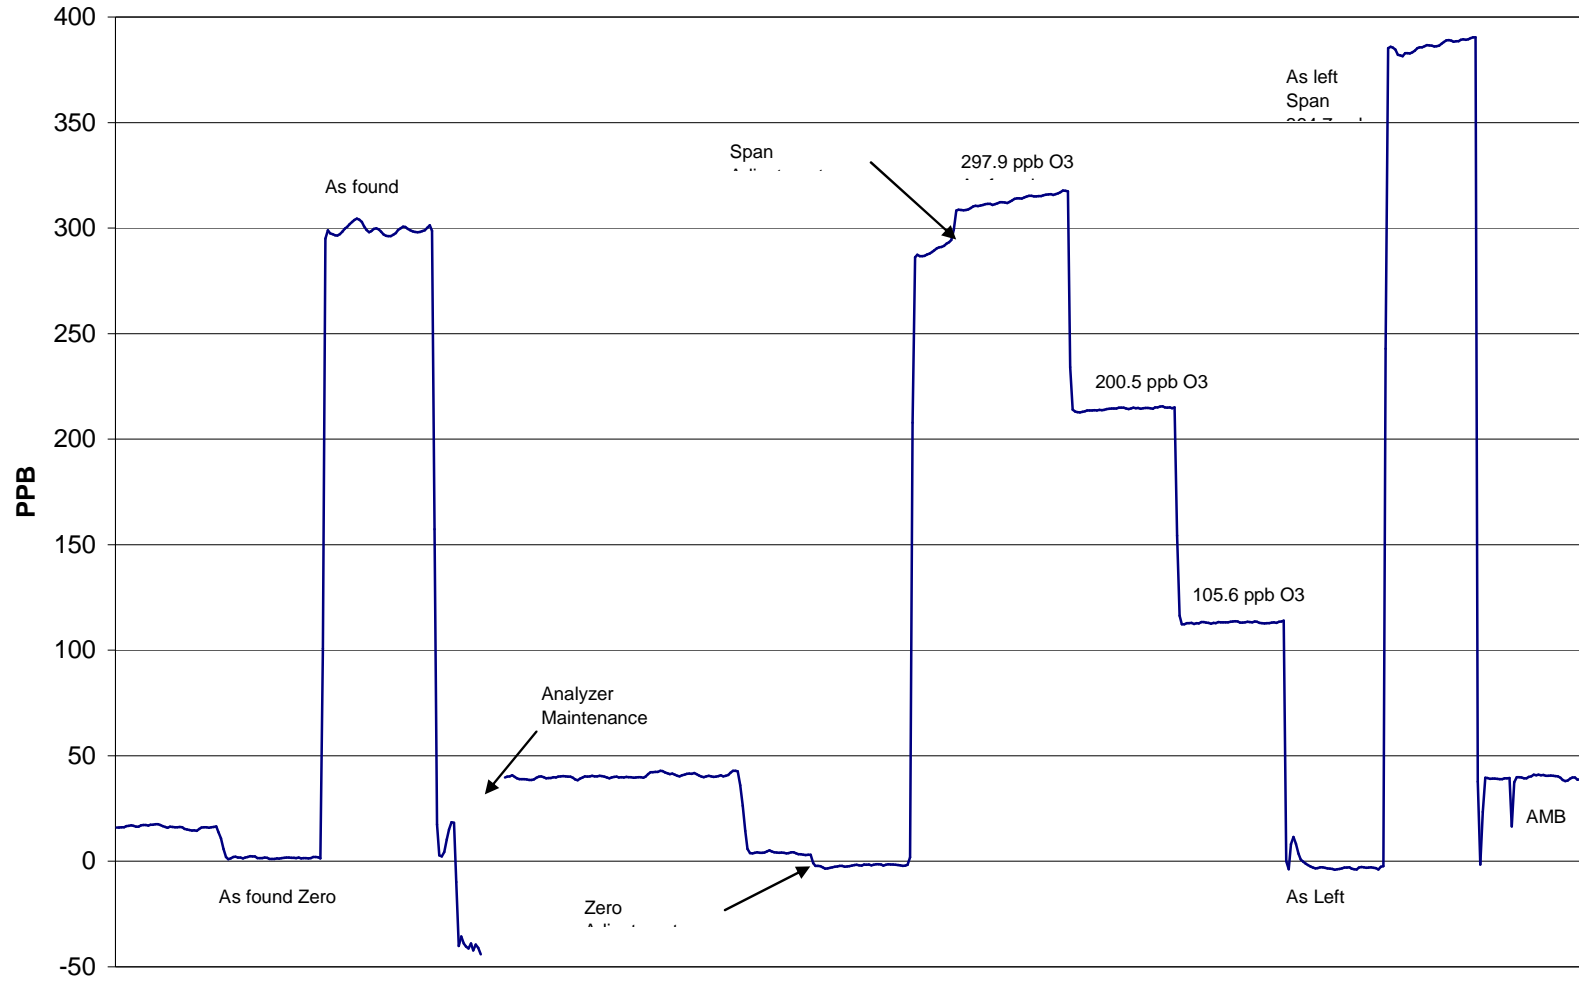 400
350
300
250
200
150
100
50
0
-50
PPB
As found
As found Zero
Analyzer
Maintenance
Zero
Span
297.9 ppb O3
200.5 ppb O3
105.6 ppb O3
As left
Span
As Left
AMB